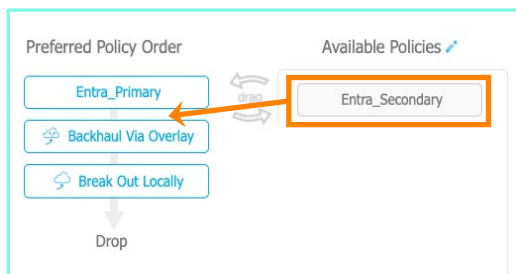 Preferred Policy Order
Available Policies
Entra_Primary
drag
Entra_Secondary
Backhaul Via Overlay
Break Out Locally
Drop